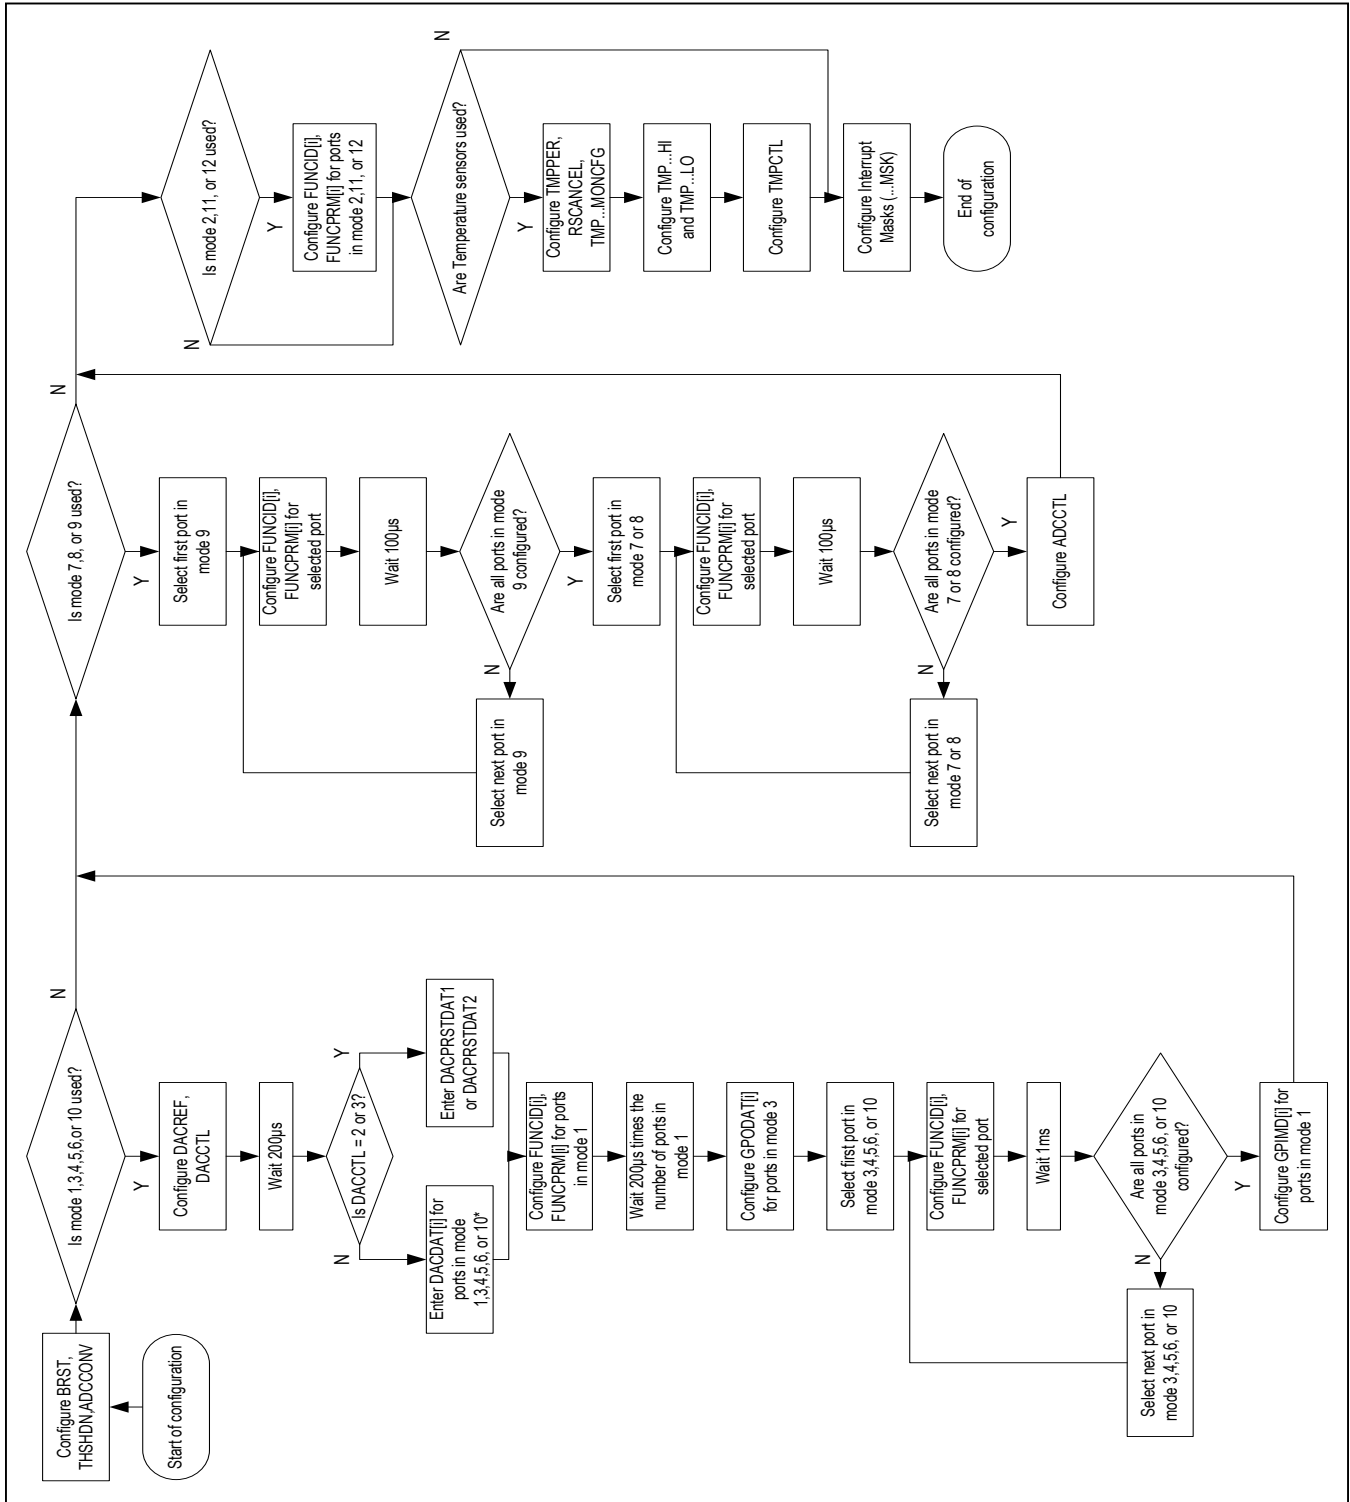 Start of configuration
Configure BRST,
THSHDN,ADCCONV
Is mode 1,3,4,5,6,or 10 used?
N
Y
Configure DACREF,
DACCTL
Wait 200µs
Is DACCTL = 2 or 3?
N
Y
Enter DACDAT[i] for
ports in mode
1,3,4,5,6, or 10*
Enter DACPRSTDAT1
or DACPRSTDAT2
Configure FUNCID[i],
FUNCPRM[i] for ports
in mode 1
Wait 200µs times the
number of ports in
mode 1
Configure GPODAT[i]
for ports in mode 3
Select first port in
mode 3,4,5,6, or 10
Configure FUNCID[i],
FUNCPRM[i] for
selected port
Wait 1ms
Are all ports in
mode 3,4,5,6, or 10
configured?
N
Y
Select next port in
mode 3,4,5,6, or 10
Configure GPIMD[i] for
ports in mode 1
Is mode 7,8, or 9 used?
N
Y
Select first port in
mode 9
Configure FUNCID[i],
FUNCPRM[i] for
selected port
Wait 100µs
Are all ports in mode
9 configured?
N
Y
Select next port in
mode 9
Select first port in
mode 7 or 8
Configure FUNCID[i],
FUNCPRM[i] for
selected port
Wait 100µs
Are all ports in mode
7 or 8 configured?
N
Y
Select next port in
mode 7 or 8
Configure ADCCTL
Is mode 2,11, or 12 used?
N
Y
Configure FUNCID[i],
FUNCPRM[i] for ports
in mode 2,11, or 12
Are Temperature sensors used?
N
Y
Configure TMPPER,
RSCANCEL,
TMP...MONCFG
Configure TMP...HI
and TMP...LO
Configure TMPCTL
Configure Interrupt
Masks (...MSK)
End of
configuration